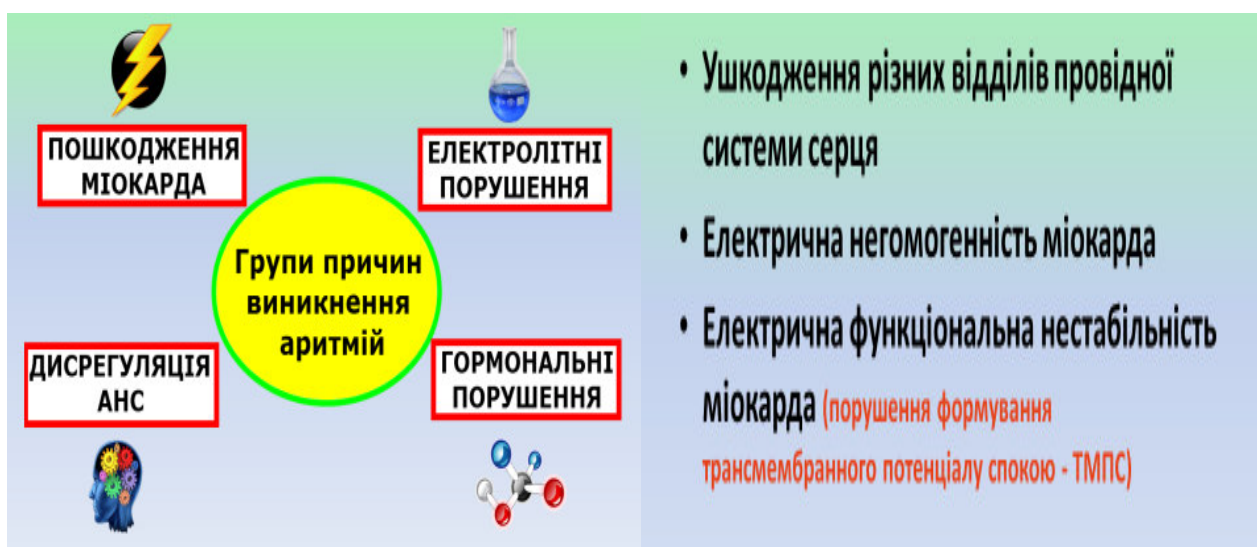 ПОШКОДЖЕННЯ
МІОКАРДА
ЕЛЕКТРОЛІТНІ
ПОРУШЕННЯ
Групи причин
виникнення
аритмій
ДИСРЕГУЛЯЦІЯ
АНС
ГОРМОНАЛЬНІ
ПОРУШЕННЯ
• Ушкодження різних відділів провідної
системи серця
• Електрична негомогенність міокарда
• Електрична функціональна нестабільність
міокарда (порушення формування
трансмембранного потенціалу спокою - ТМПС)